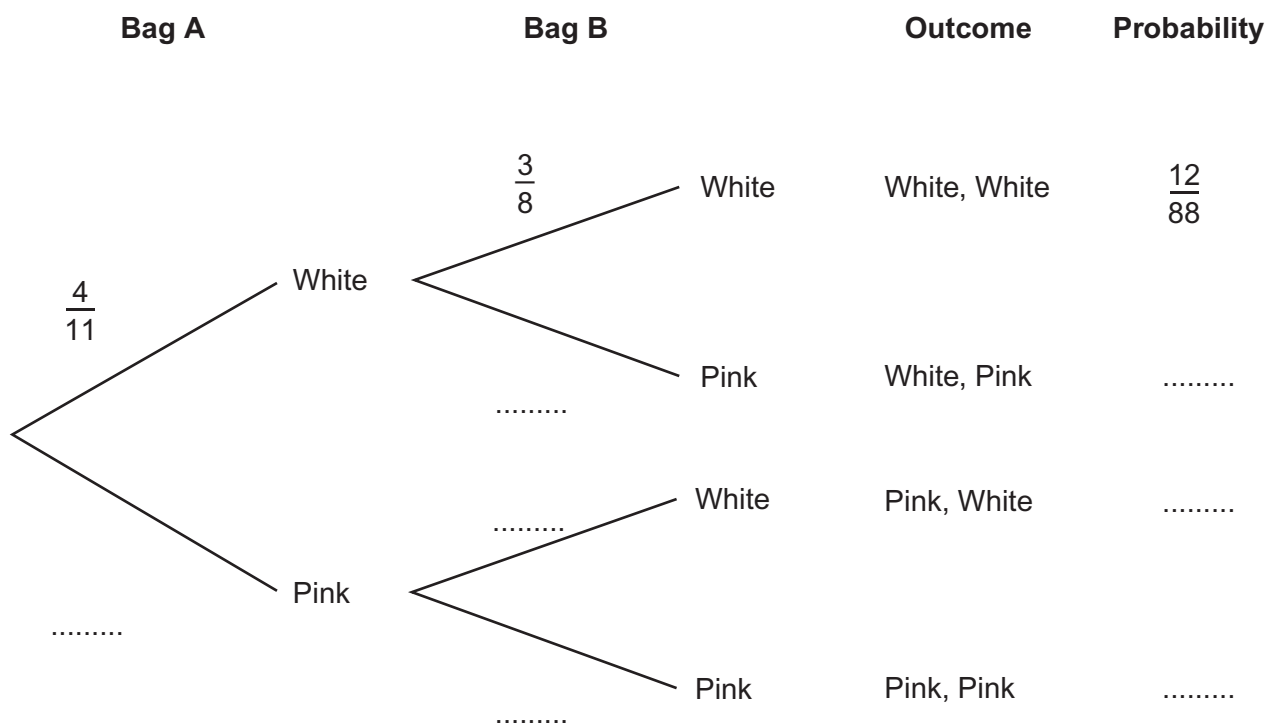 Bag A Bag B Outcome Probability
3/8 White White, White 12/88
4/11 White
Pink White, Pink .........
.........
White Pink, White .........
.........
Pink
.........
Pink Pink, Pink .........
.........